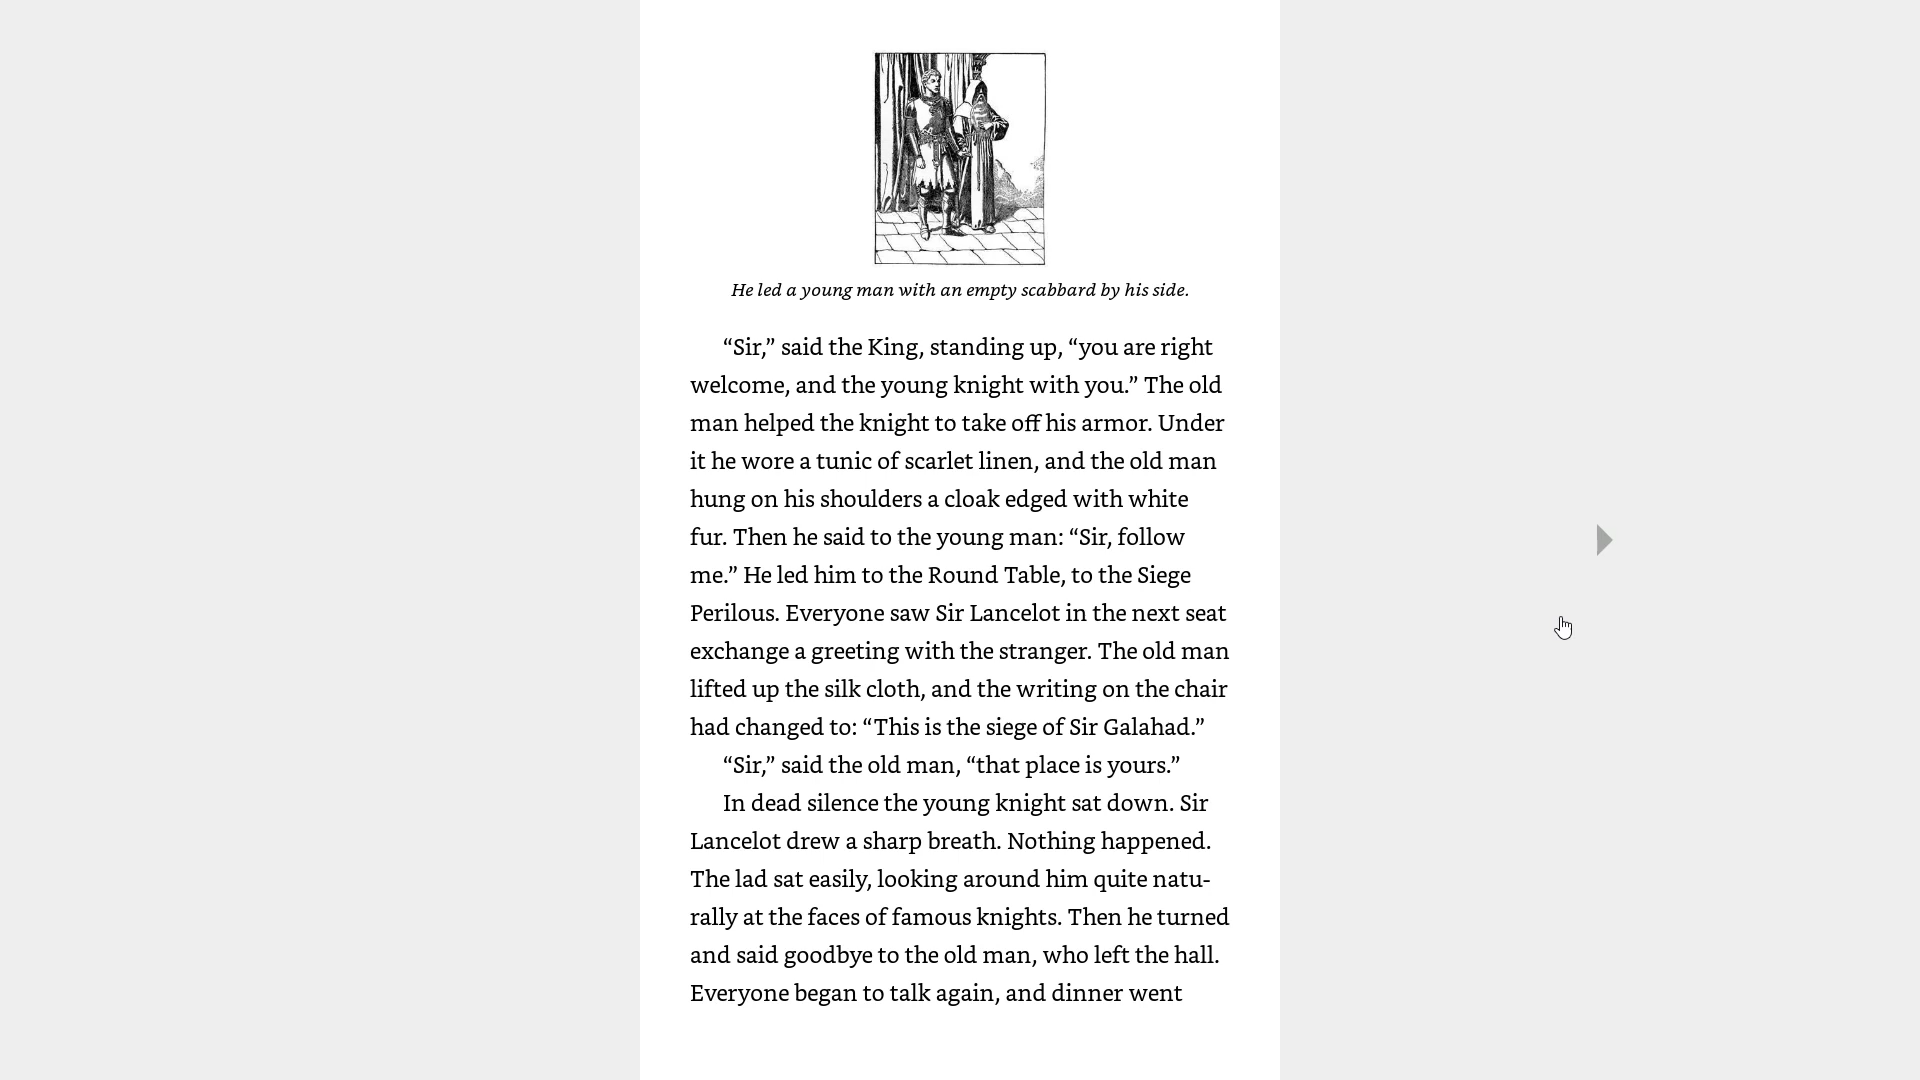 He led a young man with an empty scabbard by his side.
“Sir,” said the King, standing up, “you are right
welcome, and the young knight with you.” The old
man helped the knight to take off his armor. Under
it he wore a tunic of scarlet linen, and the old man
hung on his shoulders a cloak edged with white
fur. Then he said to the young man: “Sir, follow
me.” He led him to the Round Table, to the Siege
Perilous. Everyone saw Sir Lancelot in the next seat
exchange a greeting with the stranger. The old man
lifted up the silk cloth, and the writing on the chair
had changed to: “This is the siege of Sir Galahad.”
“Sir,” said the old man, “that place is yours.”
In dead silence the young knight sat down. Sir
Lancelot drew a sharp breath. Nothing happened.
The lad sat easily, looking around him quite natu-
rally at the faces of famous knights. Then he turned
and said goodbye to the old man, who left the hall.
Everyone began to talk again, and dinner went